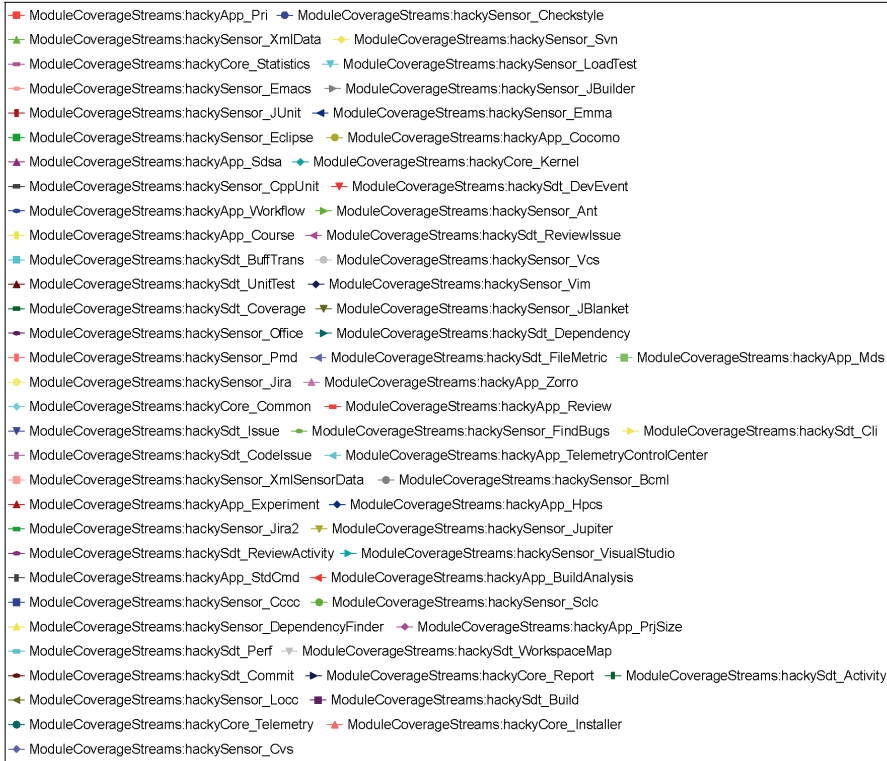 ModuleCoverageStreams:hackyApp_Pri ModuleCoverageStreams:hackySensor_Checkstyle
ModuleCoverageStreams:hackySensor_XmlData ModuleCoverageStreams:hackySensor_Svn
ModuleCoverageStreams:hackyCore_Statistics ModuleCoverageStreams:hackySensor_LoadTest
ModuleCoverageStreams:hackySensor_Emacs ModuleCoverageStreams:hackySensor_JBuilder
ModuleCoverageStreams:hackySensor_JUnit ModuleCoverageStreams:hackySensor_Emma
ModuleCoverageStreams:hackySensor_Eclipse ModuleCoverageStreams:hackyApp_Cocomo
ModuleCoverageStreams:hackyApp_Sdsa ModuleCoverageStreams:hackyCore_Kernel
ModuleCoverageStreams:hackySensor_CppUnit ModuleCoverageStreams:hackySdt_DevEvent
ModuleCoverageStreams:hackyApp_Workflow ModuleCoverageStreams:hackySensor_Ant
ModuleCoverageStreams:hackyApp_Course ModuleCoverageStreams:hackySdt_ReviewIssue
ModuleCoverageStreams:hackySdt_BuffTrans ModuleCoverageStreams:hackySensor_Vcs
ModuleCoverageStreams:hackySdt_UnitTest ModuleCoverageStreams:hackySensor_Vim
ModuleCoverageStreams:hackySdt_Coverage ModuleCoverageStreams:hackySensor_JBlanket
ModuleCoverageStreams:hackySensor_Office ModuleCoverageStreams:hackySdt_Dependency
ModuleCoverageStreams:hackySensor_Pmd ModuleCoverageStreams:hackySdt_FileMetric ModuleCoverageStreams:hackyApp_Mds
ModuleCoverageStreams:hackySensor_Jira ModuleCoverageStreams:hackyApp_Zorro
ModuleCoverageStreams:hackyCore_Common ModuleCoverageStreams:hackyApp_Review
ModuleCoverageStreams:hackySdt_Issue ModuleCoverageStreams:hackySensor_FindBugs ModuleCoverageStreams:hackySdt_Cli
ModuleCoverageStreams:hackySdt_CodeIssue ModuleCoverageStreams:hackyApp_TelemetryControlCenter
ModuleCoverageStreams:hackySensor_XmlSensorData ModuleCoverageStreams:hackySensor_Bcml
ModuleCoverageStreams:hackyApp_Experiment ModuleCoverageStreams:hackyApp_Hpcs
ModuleCoverageStreams:hackySensor_Jira2 ModuleCoverageStreams:hackySensor_Jupiter
ModuleCoverageStreams:hackySdt_ReviewActivity ModuleCoverageStreams:hackySensor_VisualStudio
ModuleCoverageStreams:hackyApp_StdCmd ModuleCoverageStreams:hackyApp_BuildAnalysis
ModuleCoverageStreams:hackySensor_Cccc ModuleCoverageStreams:hackySensor_Sclc
ModuleCoverageStreams:hackySensor_DependencyFinder ModuleCoverageStreams:hackyApp_PrjSize
ModuleCoverageStreams:hackySdt_Perf ModuleCoverageStreams:hackySdt_WorkspaceMap
ModuleCoverageStreams:hackySdt_Commit ModuleCoverageStreams:hackyCore_Report ModuleCoverageStreams:hackySdt_Activity
ModuleCoverageStreams:hackySensor_Locc ModuleCoverageStreams:hackySdt_Build
ModuleCoverageStreams:hackyCore_Telemetry ModuleCoverageStreams:hackyCore_Installer
ModuleCoverageStreams:hackySensor_Cvs